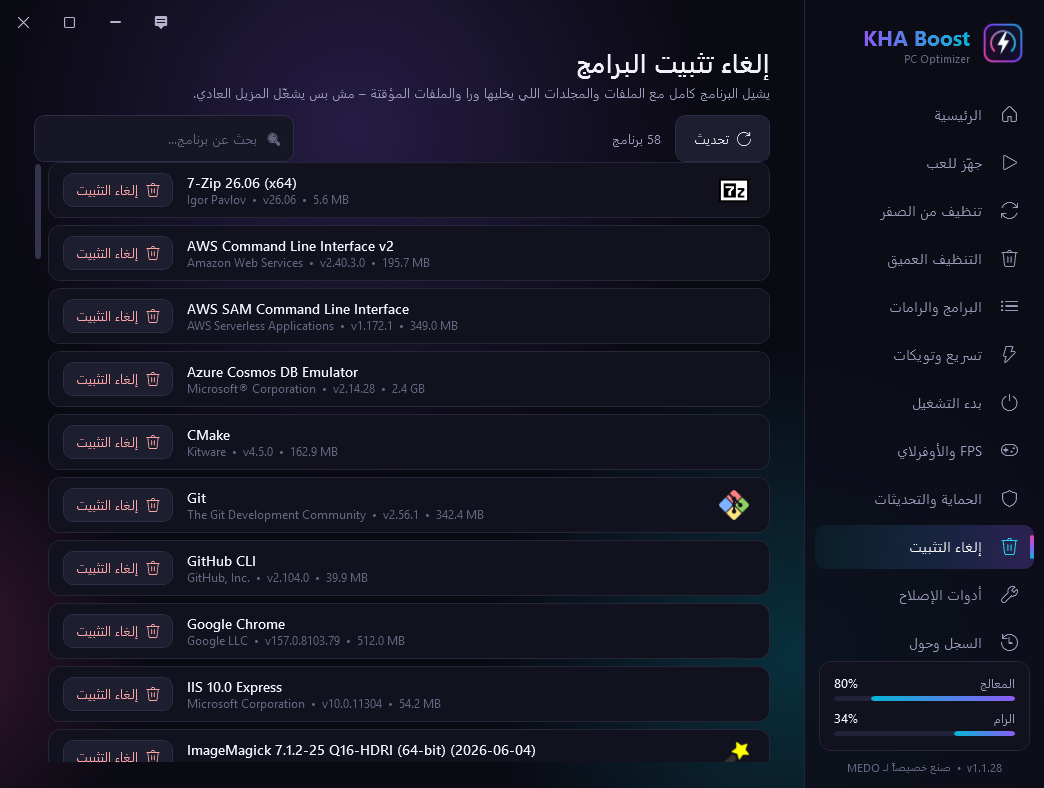 KHA Boost
PC Optimizer
الرئيسية
جهّز للعب
تنظيف من الصفر
التنظيف العميق
البرامج والرامات
تسريع وتويكات
بدء التشغيل
FPS والأوفرلاي
الحماية والتحديثات
إلغاء التثبيت
أدوات الإصلاح
السجل وحول
المعالج 80%
الرام 34%
v1.1.28 • صنع خصيصاً لـ MEDO
إلغاء تثبيت البرامج
يشيل البرنامج كامل مع الملفات والمجلدات اللي يخليها ورا والملفات المؤقتة – مش بس يشغّل المزيل العادي.
تحديث
58 برنامج
بحث عن برنامج...
7-Zip 26.06 (x64)
Igor Pavlov • v26.06 • 5.6 MB
إلغاء التثبيت
AWS Command Line Interface v2
Amazon Web Services • v2.40.3.0 • 195.7 MB
إلغاء التثبيت
AWS SAM Command Line Interface
AWS Serverless Applications • v1.172.1 • 349.0 MB
إلغاء التثبيت
Azure Cosmos DB Emulator
Microsoft® Corporation • v2.14.28 • 2.4 GB
إلغاء التثبيت
CMake
Kitware • v4.5.0 • 162.9 MB
إلغاء التثبيت
Git
The Git Development Community • v2.56.1 • 342.4 MB
إلغاء التثبيت
GitHub CLI
GitHub, Inc. • v2.104.0 • 39.9 MB
إلغاء التثبيت
Google Chrome
Google LLC • v157.0.8103.79 • 512.0 MB
إلغاء التثبيت
IIS 10.0 Express
Microsoft Corporation • v10.0.11304 • 54.2 MB
إلغاء التثبيت
ImageMagick 7.1.2-25 Q16-HDRI (64-bit) (2026-06-04)
إلغاء التثبيت